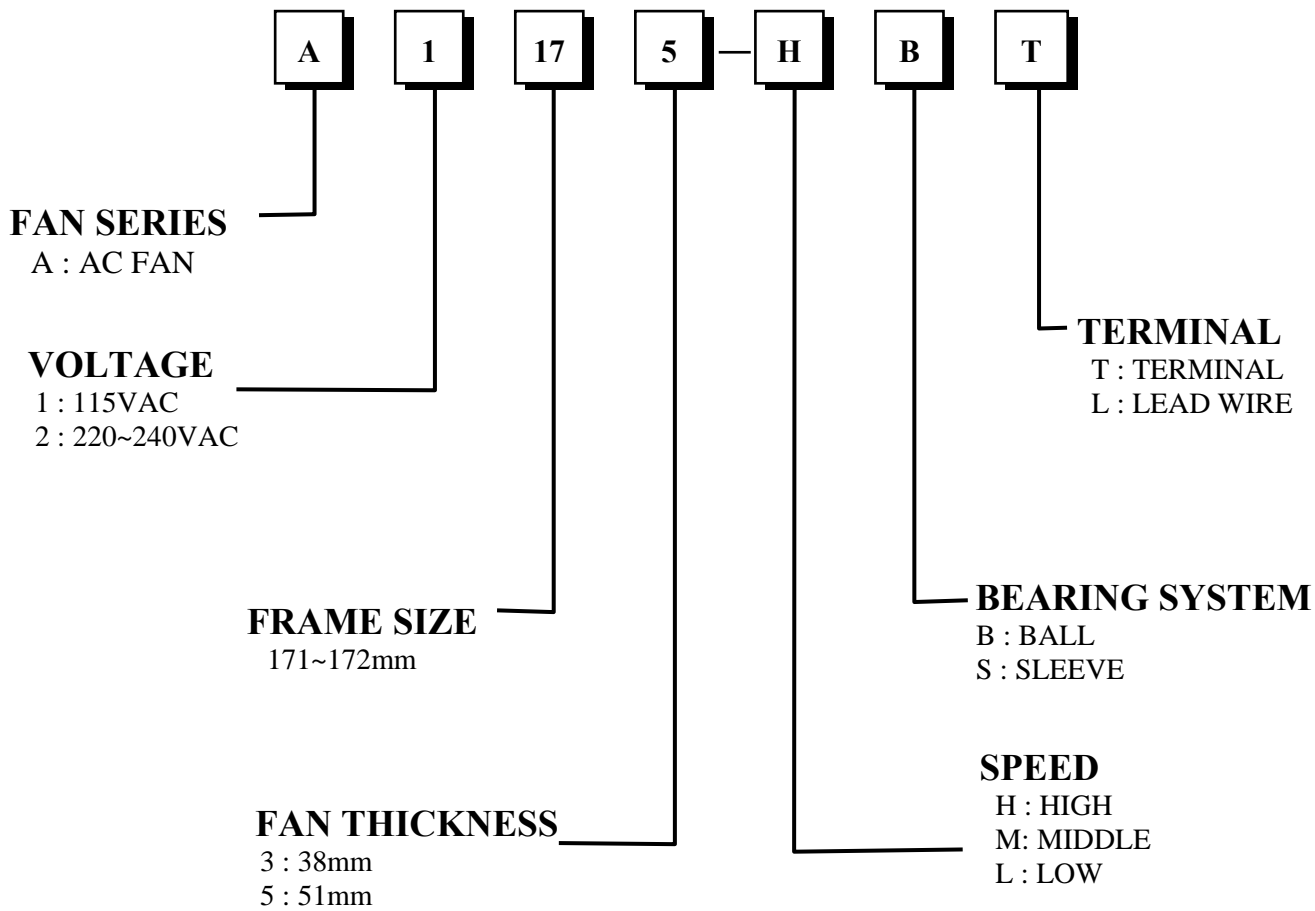 A 1 17 5 — H B T
FAN SERIES
A : AC FAN
VOLTAGE
1 : 115VAC
2 : 220~240VAC
TERMINAL
T : TERMINAL
L : LEAD WIRE
FRAME SIZE
171~172mm
BEARING SYSTEM
B : BALL
S : SLEEVE
FAN THICKNESS
3 : 38mm
5 : 51mm
SPEED
H : HIGH
M: MIDDLE
L : LOW